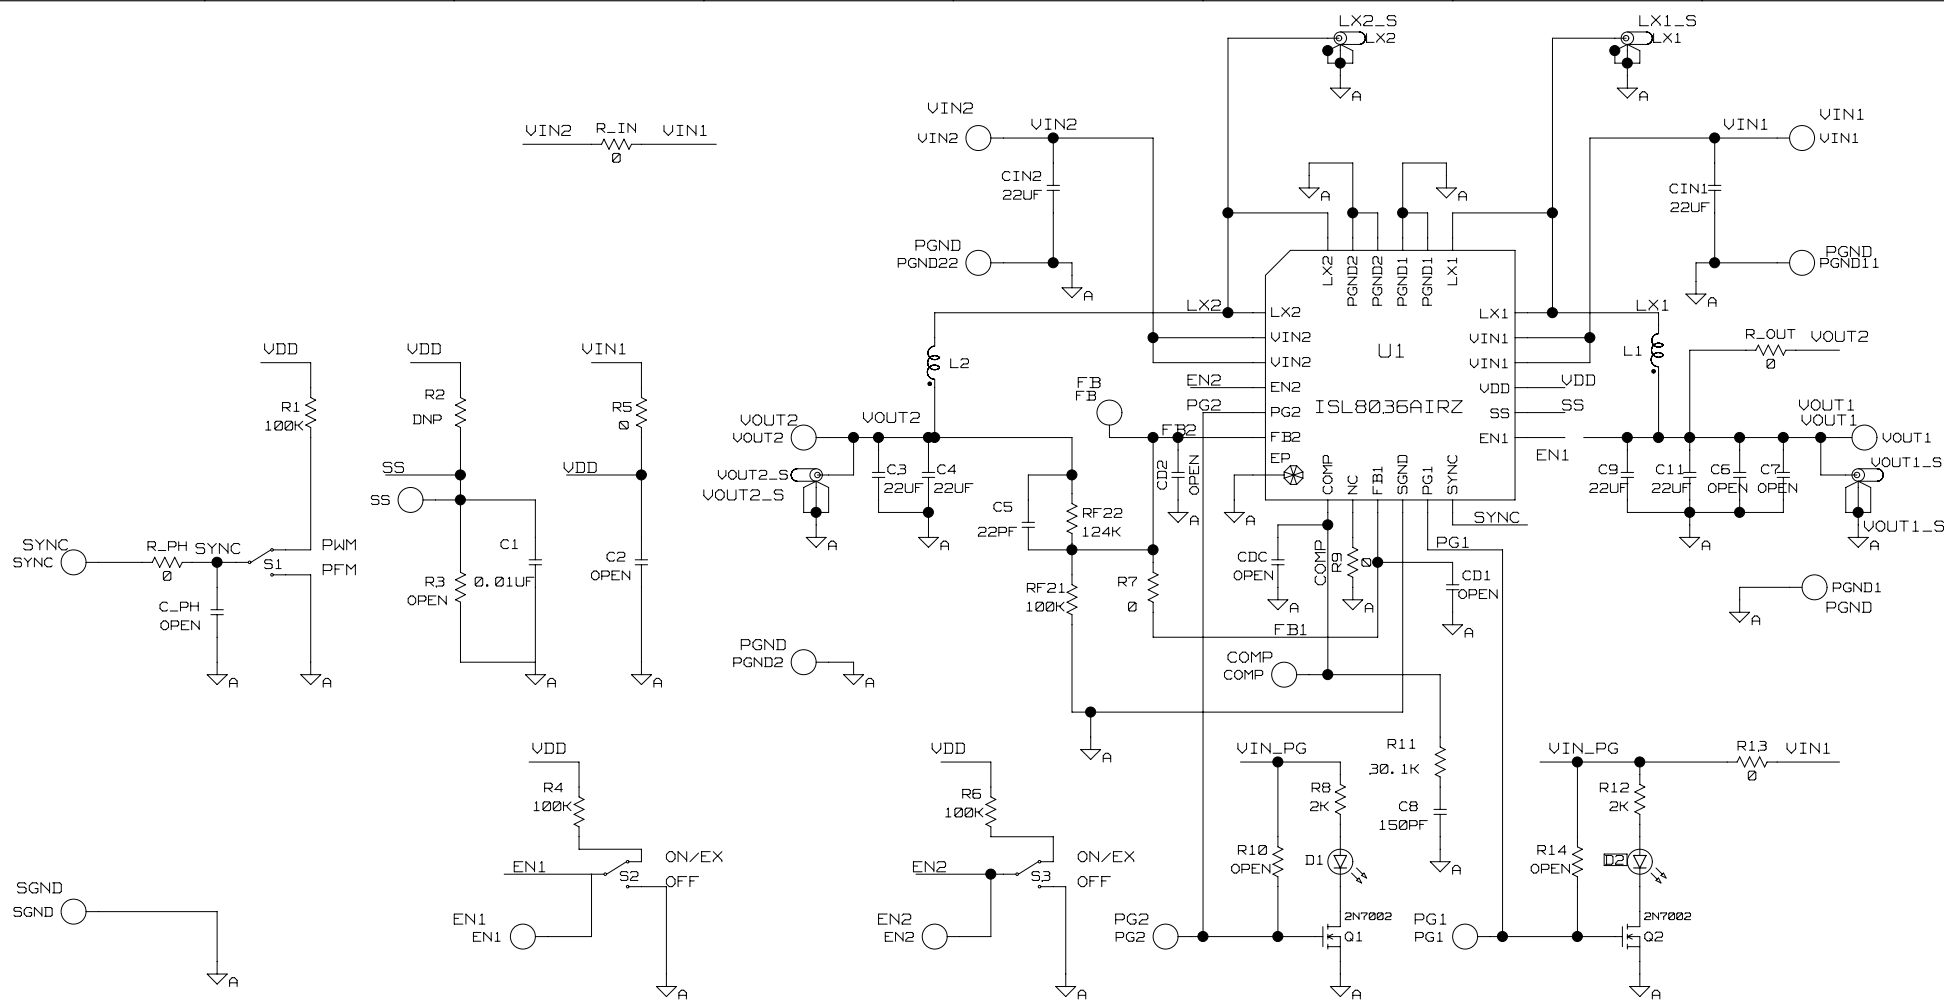 LX2_S
LX2
A
LX1_S
LX1
A
VIN2 R_IN VIN1
0
VIN2
VIN2
VIN2
CIN2
22UF
PGND
PGND22
A
A
A
VIN1
VIN1
VIN1
CIN1
22UF
PGND
PGND11
A
LX2
PGND2
PGND2
PGND1
PGND1
LX1
LX2
LX2
VIN2
VIN2
EN2
EN2
PG2
PG2
FB2
FB2
EP
U1
ISL8036AIRZ
LX1
VIN1
VIN1
VDD
VDD
SS
SS
EN1
EN1
COMP
NC
FB1
SGND
PG1
SYNC
SYNC
PG1
LX1
L1
R_OUT
0
VOUT2
VOUT1
VOUT1
VOUT1
C9
22UF
C11
22UF
C6
OPEN
C7
OPEN
VOUT1_S
VOUT1_S
A
A
PGND1
PGND
A
VDD
R1
100K
SYNC
SYNC
R_PH
0
SYNC
S1
PWM
PFM
C_PH
OPEN
A
A
VDD
R2
DNP
SS
SS
R3
OPEN
C1
0.01UF
A
VIN1
R5
0
VDD
C2
OPEN
A
L2
VOUT2
VOUT2
VOUT2
VOUT2_S
VOUT2_S
A
C3
22UF
C4
22UF
A
FB
FB
C5
22PF
RF22
124K
RF21
100K
R7
0
CD2
OPEN
A
A
CDC
OPEN
A
COMP
R9
0
A
CD1
OPEN
A
FB1
COMP
COMP
A
PGND
PGND2
A
R11
30.1K
C8
150PF
A
VDD
R4
100K
EN1
S2
ON/EX
OFF
EN1
EN1
A
VDD
R6
100K
EN2
S3
ON/EX
OFF
EN2
EN2
A
VIN_PG
R8
2K
R10
OPEN
D1
2N7002
Q1
PG2
PG2
A
VIN_PG
R13
0
VIN1
R12
2K
R14
OPEN
D2
2N7002
Q2
PG1
PG1
A
SGND
SGND
A